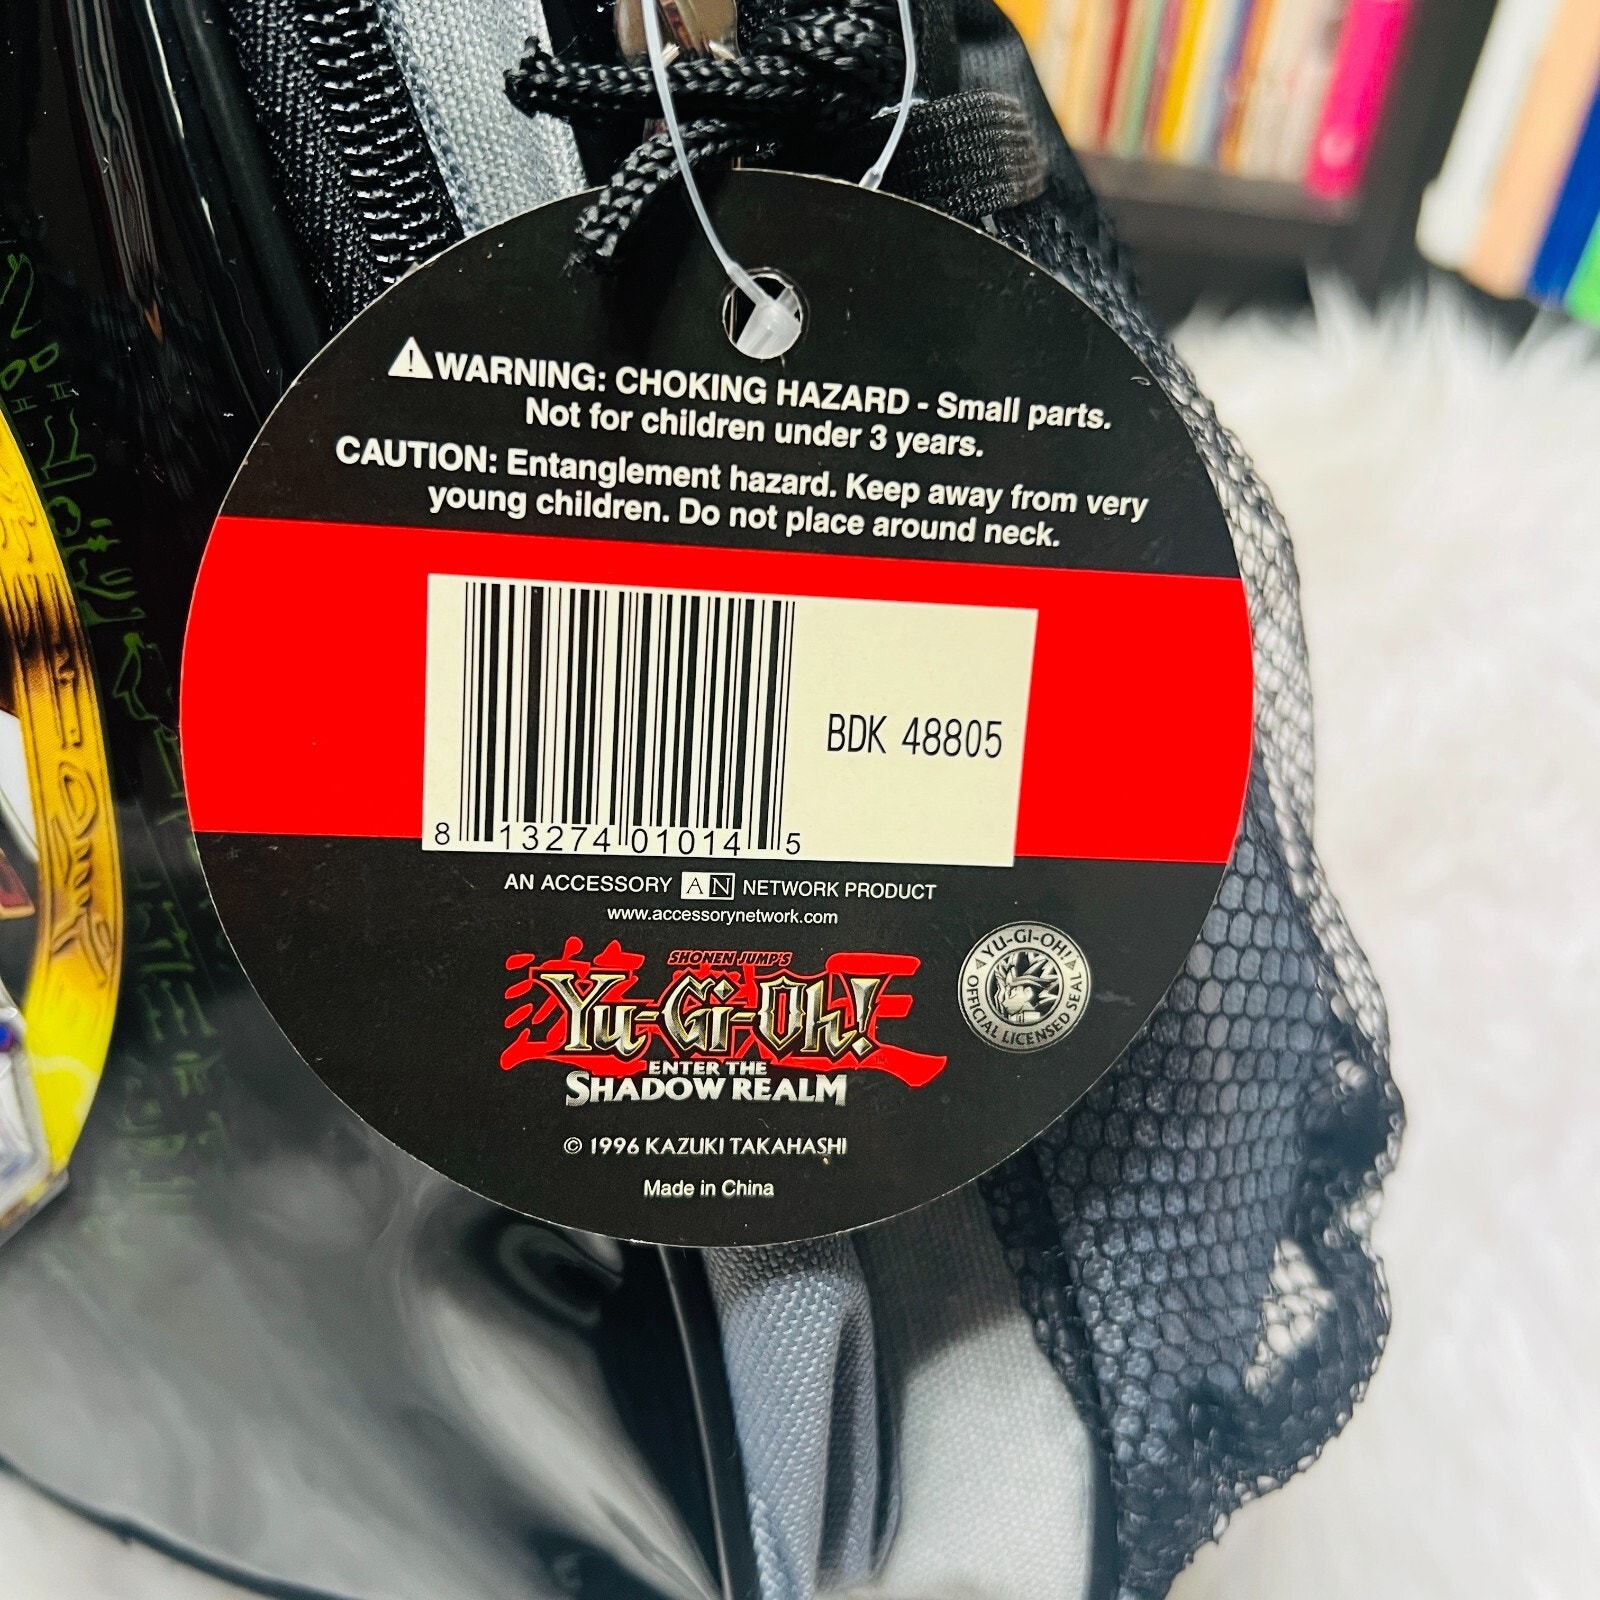 WARNING: CHOKING HAZARD - Small parts.
Not for children under 3 years.
CAUTION: Entanglement hazard. Keep away from very
young children. Do not place around neck.
BDK 48805
8 13274 01014 5
AN ACCESSORY AN NETWORK PRODUCT
www.accessorynetwork.com
SHONEN JUMP'S
Yu-Gi-Oh!
ENTER THE
SHADOW REALM
YU-GI-OH!
OFFICIAL LICENSED SEAL
© 1996 KAZUKI TAKAHASHI
Made in China